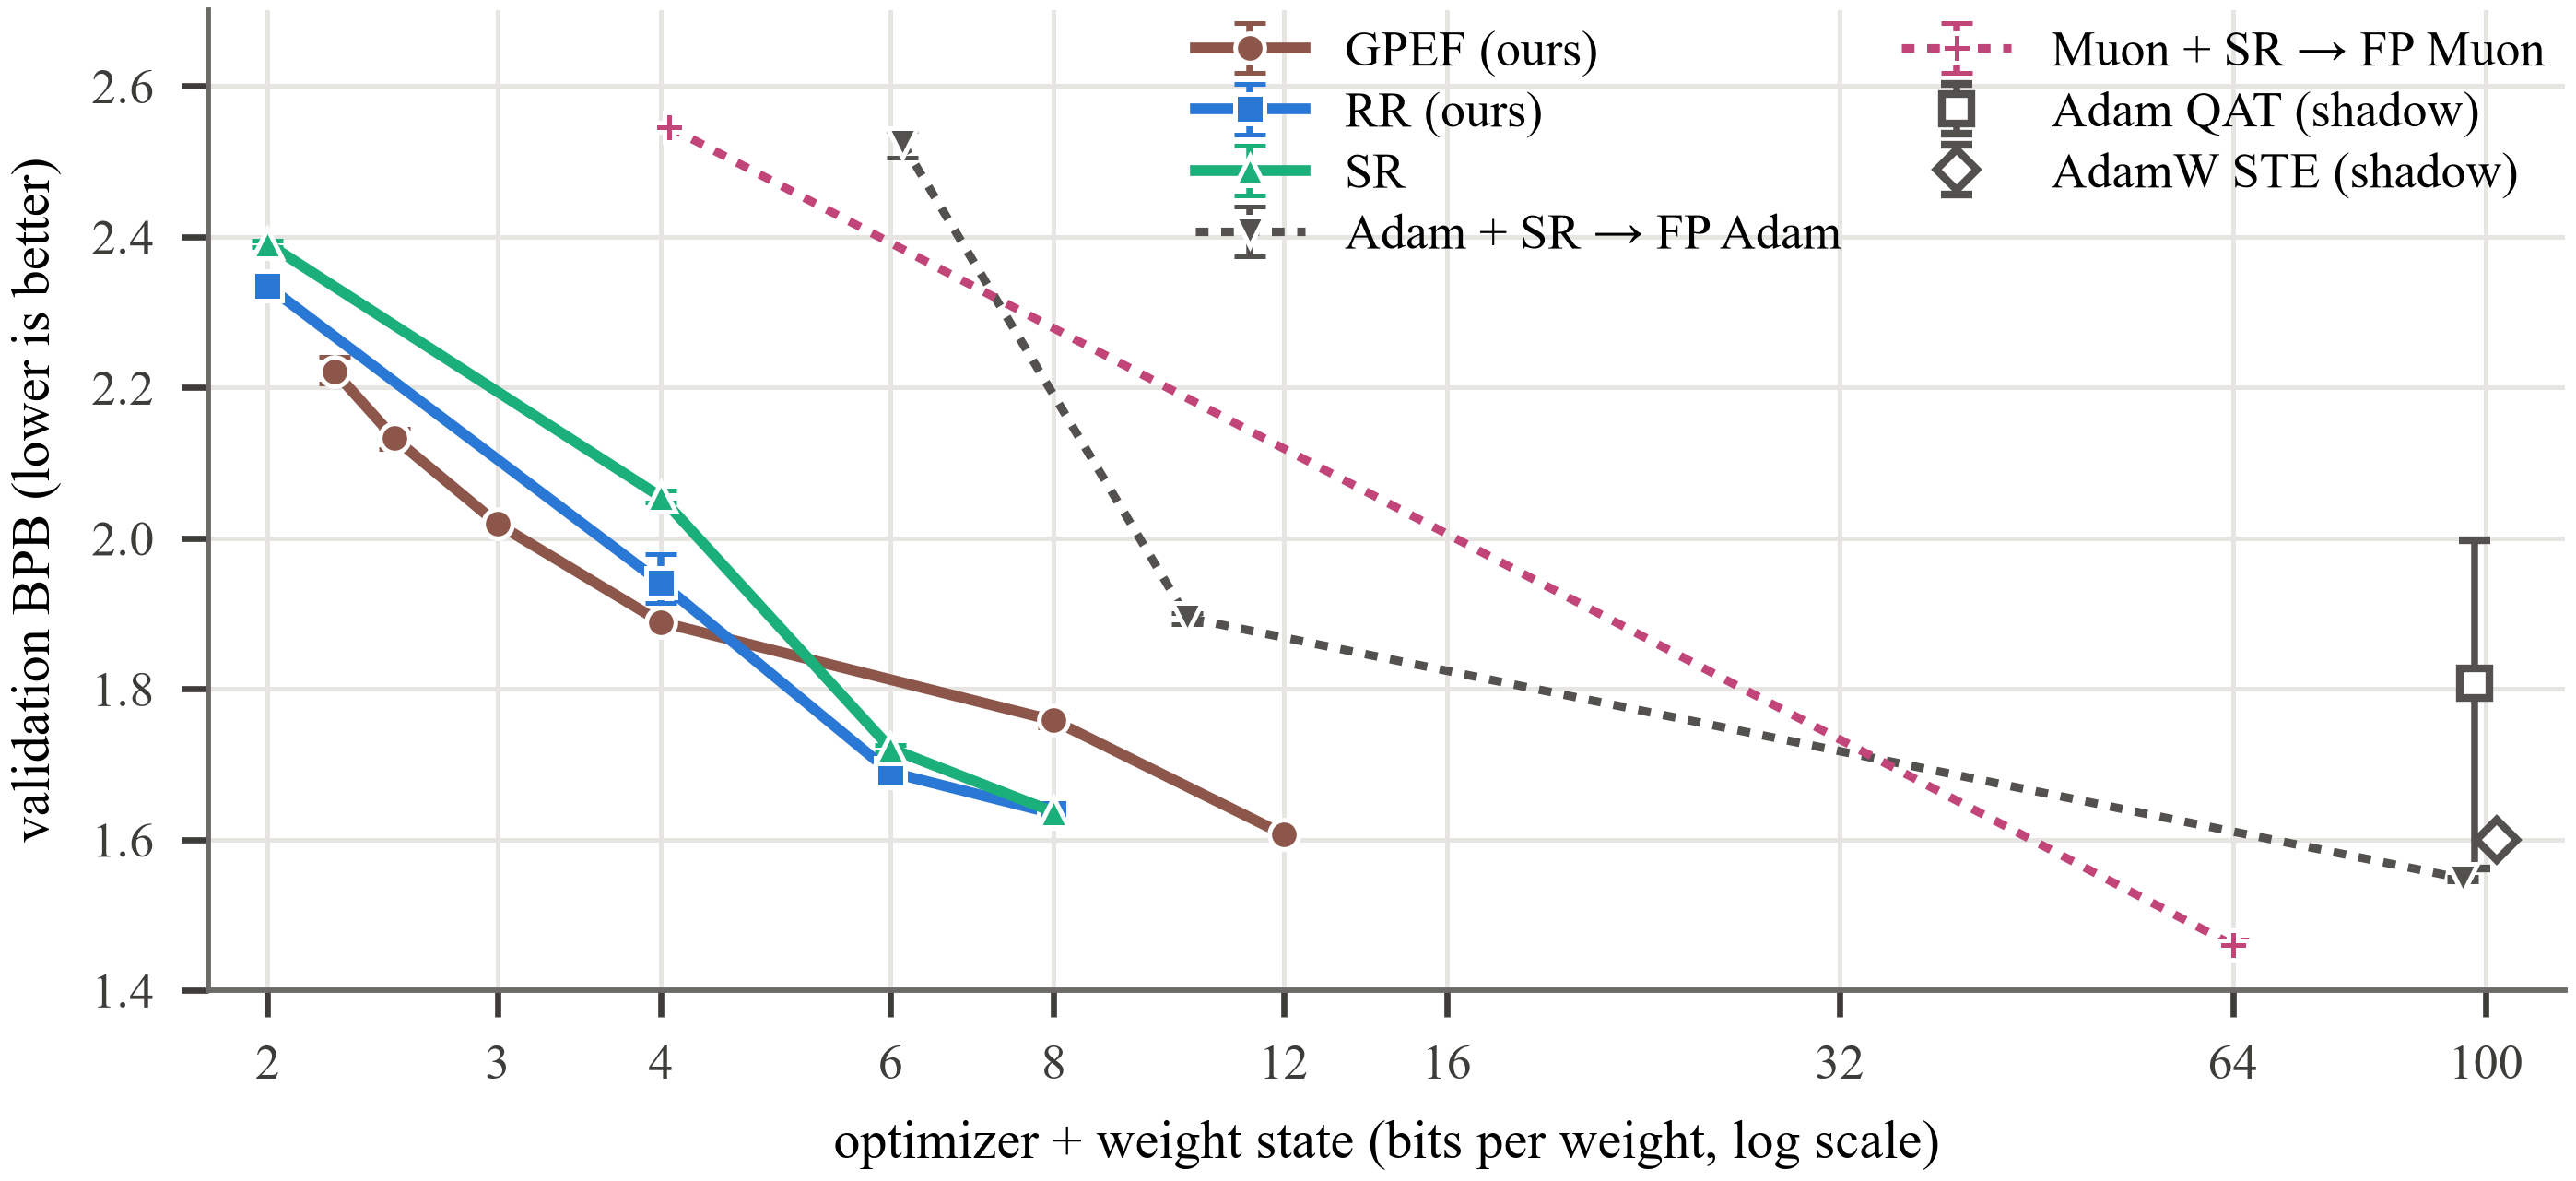 GPEF (ours)
RR (ours)
SR
Adam + SR → FP Adam
Muon + SR → FP Muon
Adam QAT (shadow)
AdamW STE (shadow)
validation BPB (lower is better)
2.6
2.4
2.2
2.0
1.8
1.6
1.4
2 3 4 6 8 12 16 32 64 100
optimizer + weight state (bits per weight, log scale)